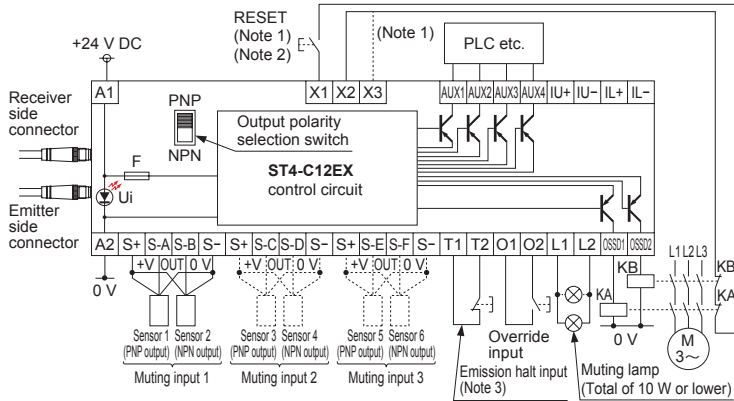 RESET
(Note 1)
(Note 2)
(Note 1)
PLC etc.
+24 V DC
A1
X1
X2
X3
AUX1
AUX2
AUX3
AUX4
IU+
IU−
IL+
IL−
Receiver
side
connector
PNP
NPN
Output polarity
selection switch
ST4-C12EX
control circuit
F
Ui
Emitter
side
connector
A2
S+
S-A
S-B
S−
S+
S-C
S-D
S−
S+
S-E
S-F
S−
T1
T2
O1
O2
L1
L2
OSSD1
OSSD2
0 V
+V
OUT
0 V
+V
OUT
0 V
+V
OUT
0 V
Sensor 1
(PNP output)
Sensor 2
(NPN output)
Muting input 1
Sensor 3
(PNP output)
Sensor 4
(NPN output)
Muting input 2
Sensor 5
(PNP output)
Sensor 6
(NPN output)
Muting input 3
Override
input
Emission halt input
(Note 3)
Muting lamp
(Total of 10 W or lower)
KA
KB
0 V
L1
L2
L3
KB
KA
M
3~